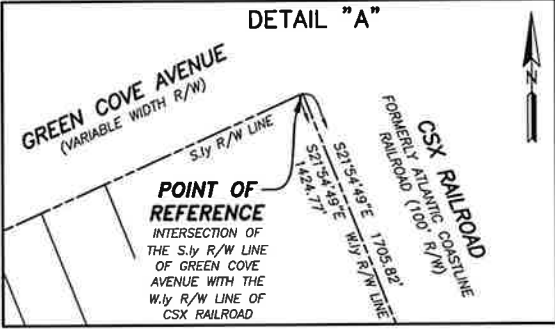 DETAIL "A"
GREEN COVE AVENUE
(VARIABLE WIDTH R/W)
S.ly R/W LINE
N
CSX RAILROAD
FORMERLY ATLANTIC COASTLINE
RAILROAD (100' R/W)
S21°54'49"E 1705.82'
S21°54'49"E W.ly R/W LINE
1424.77'
POINT OF
REFERENCE
INTERSECTION OF
THE S.ly R/W LINE
OF GREEN COVE
AVENUE WITH THE
W.ly R/W LINE OF
CSX RAILROAD